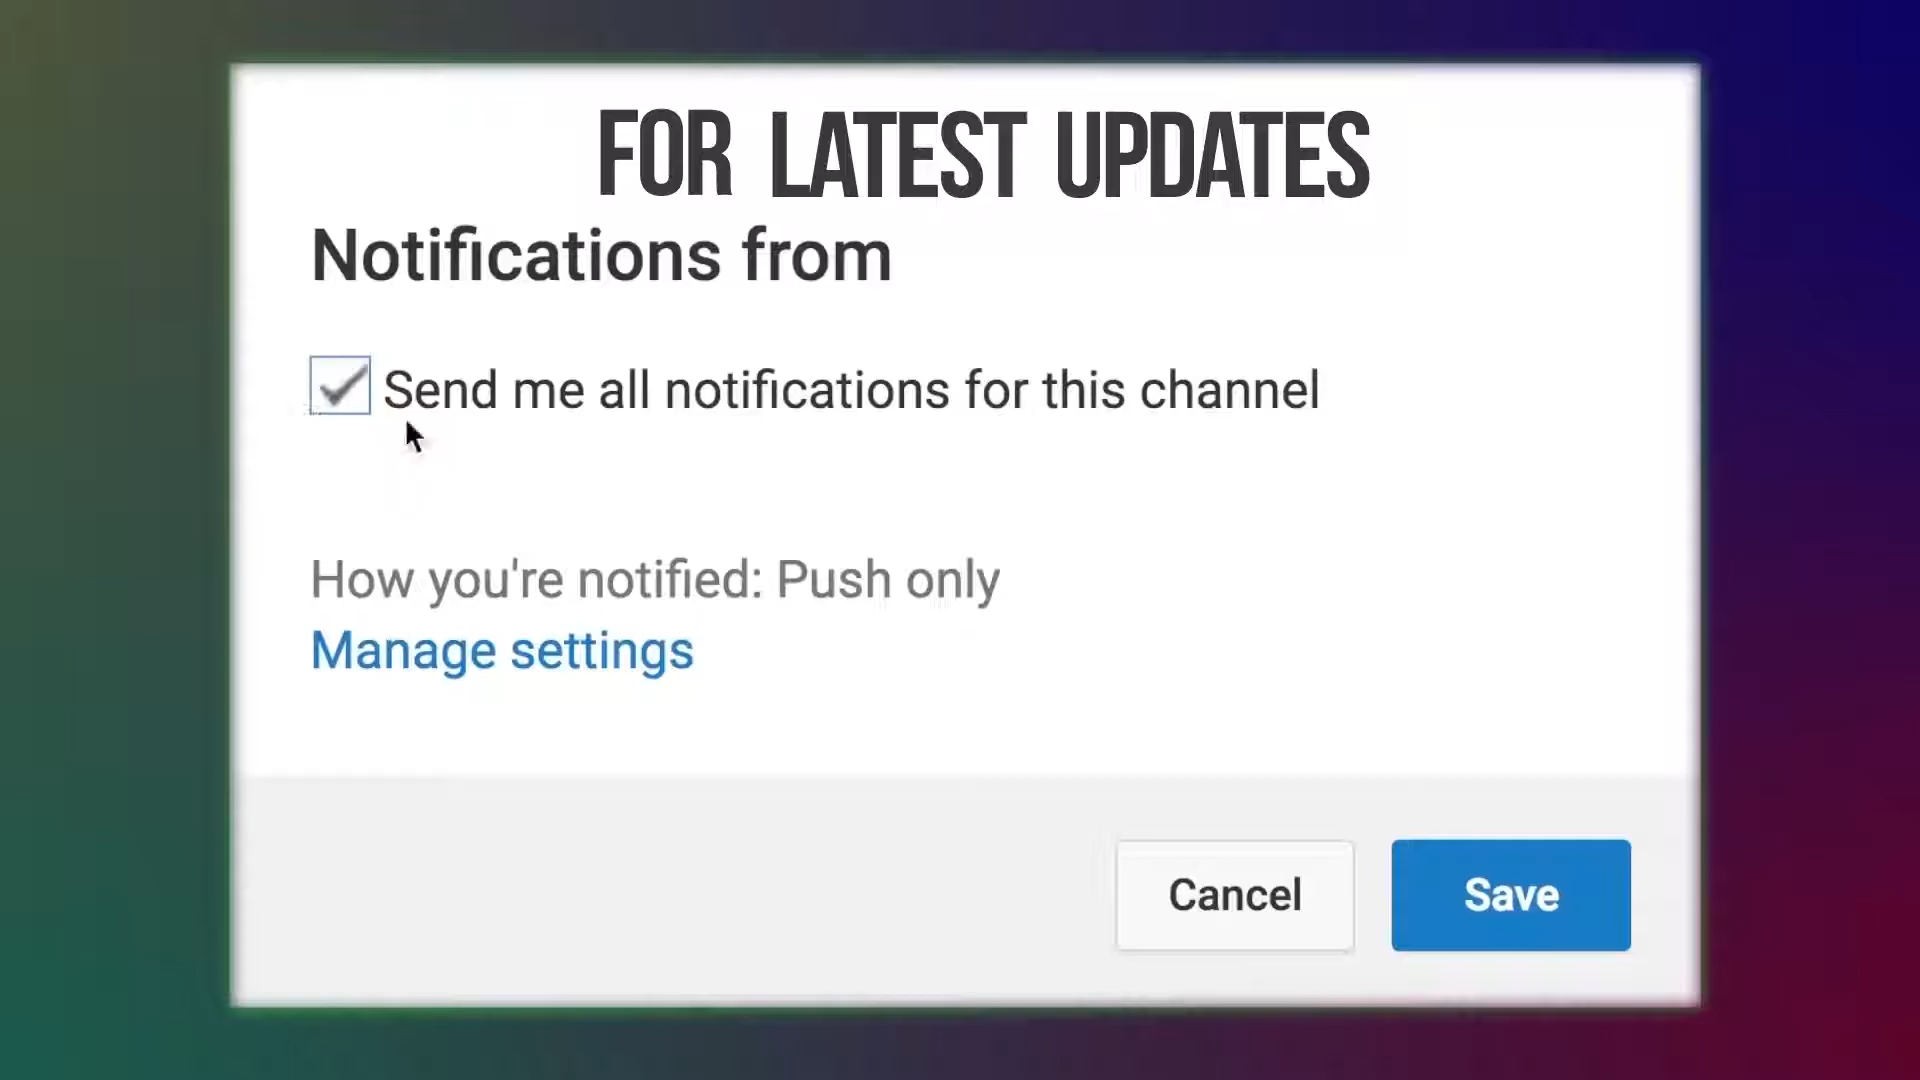 FOR LATEST UPDATES
Notifications from
Send me all notifications for this channel
How you're notified: Push only
Manage settings
Cancel
Save